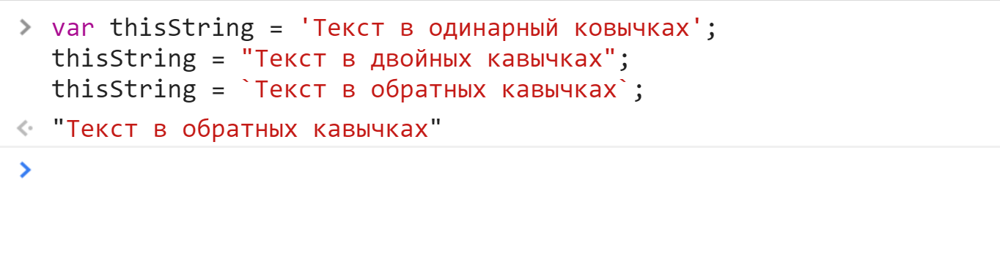 var thisString = 'Текст в одинарный ковычках';
thisString = "Текст в двойных кавычках";
thisString = `Текст в обратных кавычках`;
"Текст в обратных кавычках"